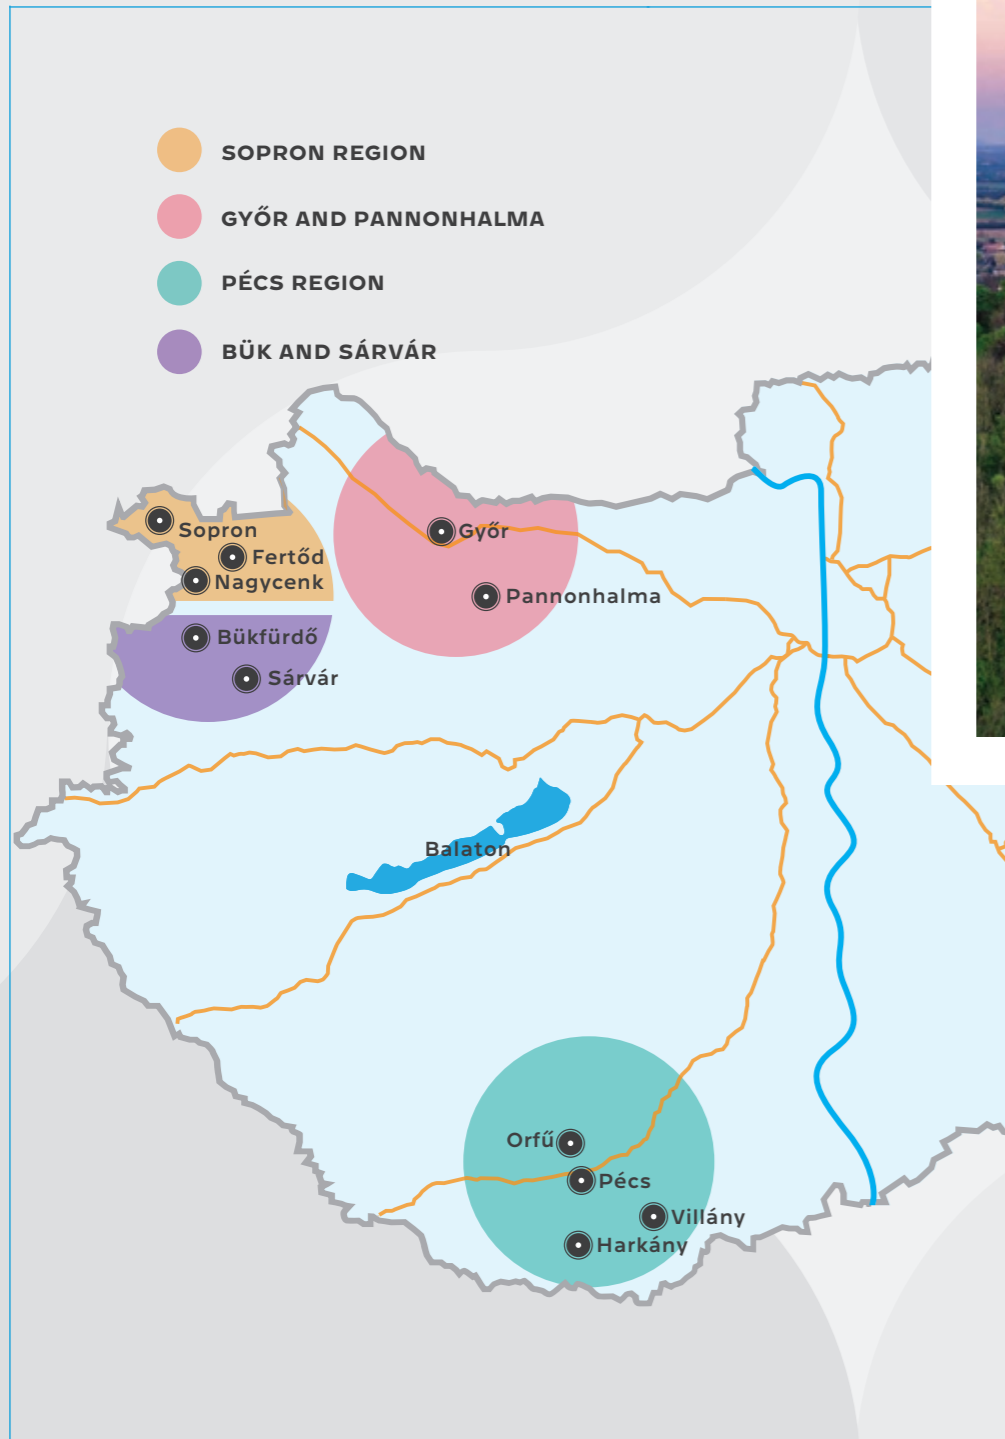 SOPRON REGION
GYŐR AND PANNONHALMA
PÉCS REGION
BÜK AND SÁRVÁR
Sopron
Fertőd
Nagycenk
Győr
Pannonhalma
Bükfürdő
Sárvár
Balaton
Orfű
Pécs
Villány
Harkány